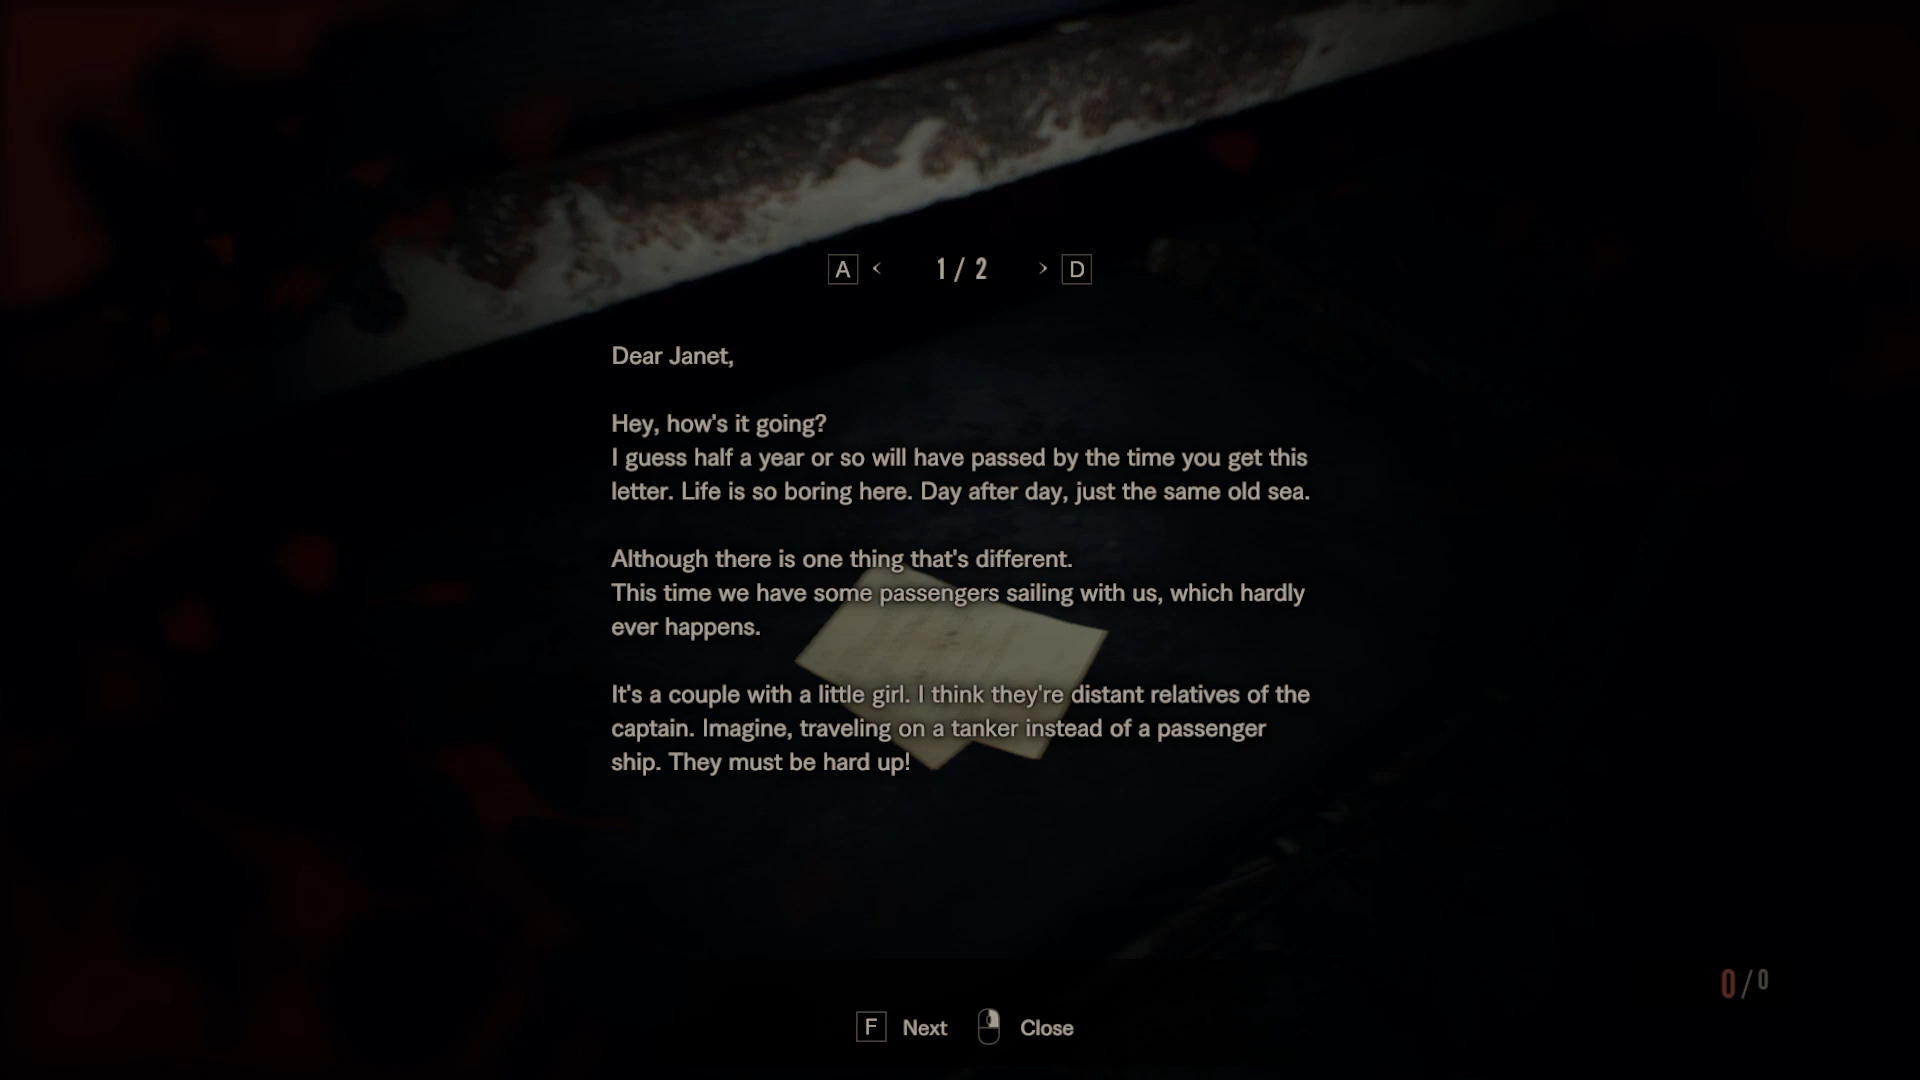 A < 1 / 2 > D
Dear Janet,
Hey, how's it going?
I guess half a year or so will have passed by the time you get this
letter. Life is so boring here. Day after day, just the same old sea.
Although there is one thing that's different.
This time we have some passengers sailing with us, which hardly
ever happens.
It's a couple with a little girl. I think they're distant relatives of the
captain. Imagine, traveling on a tanker instead of a passenger
ship. They must be hard up!
0/0
F Next Close